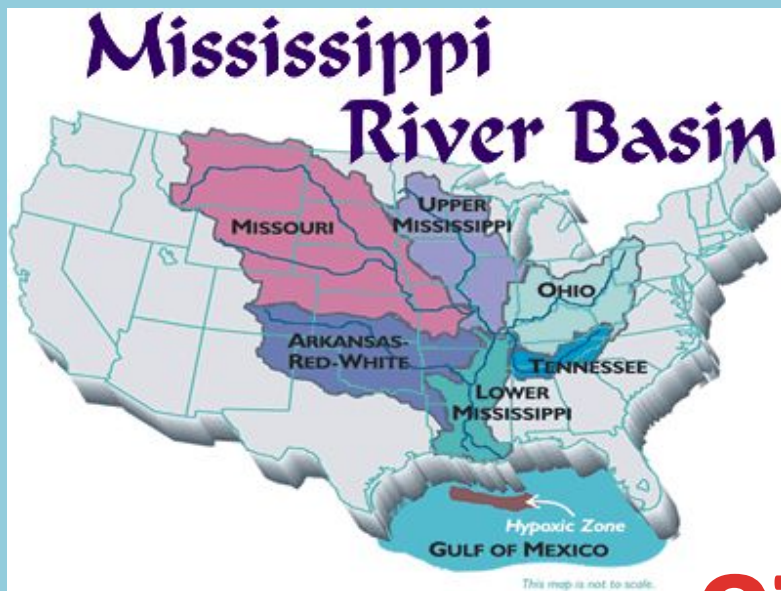 Mississippi
River Basin
UPPER
MISSISSIPPI
MISSOURI
OHIO
ARKANSAS-
RED-WHITE
TENNESSEE
LOWER
MISSISSIPPI
Hypoxic Zone
GULF OF MEXICO
This map is not to scale.